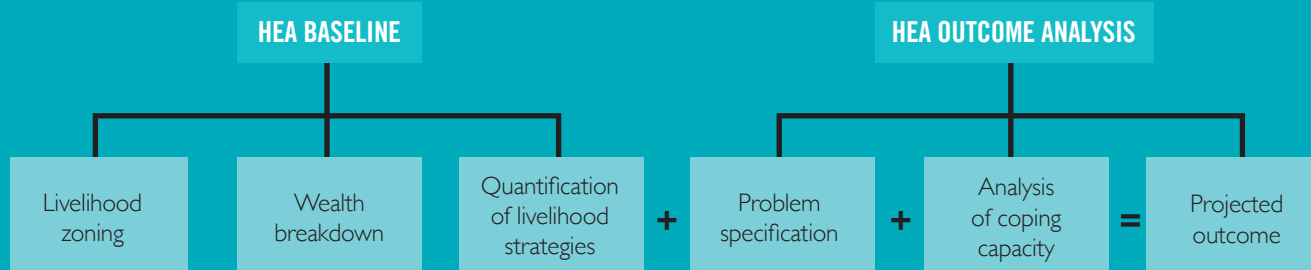 HEA BASELINE
HEA OUTCOME ANALYSIS
Livelihood
zoning
Wealth
breakdown
Quantification
of livelihood
strategies
+
Problem
specification
+
Analysis
of coping
capacity
=
Projected
outcome